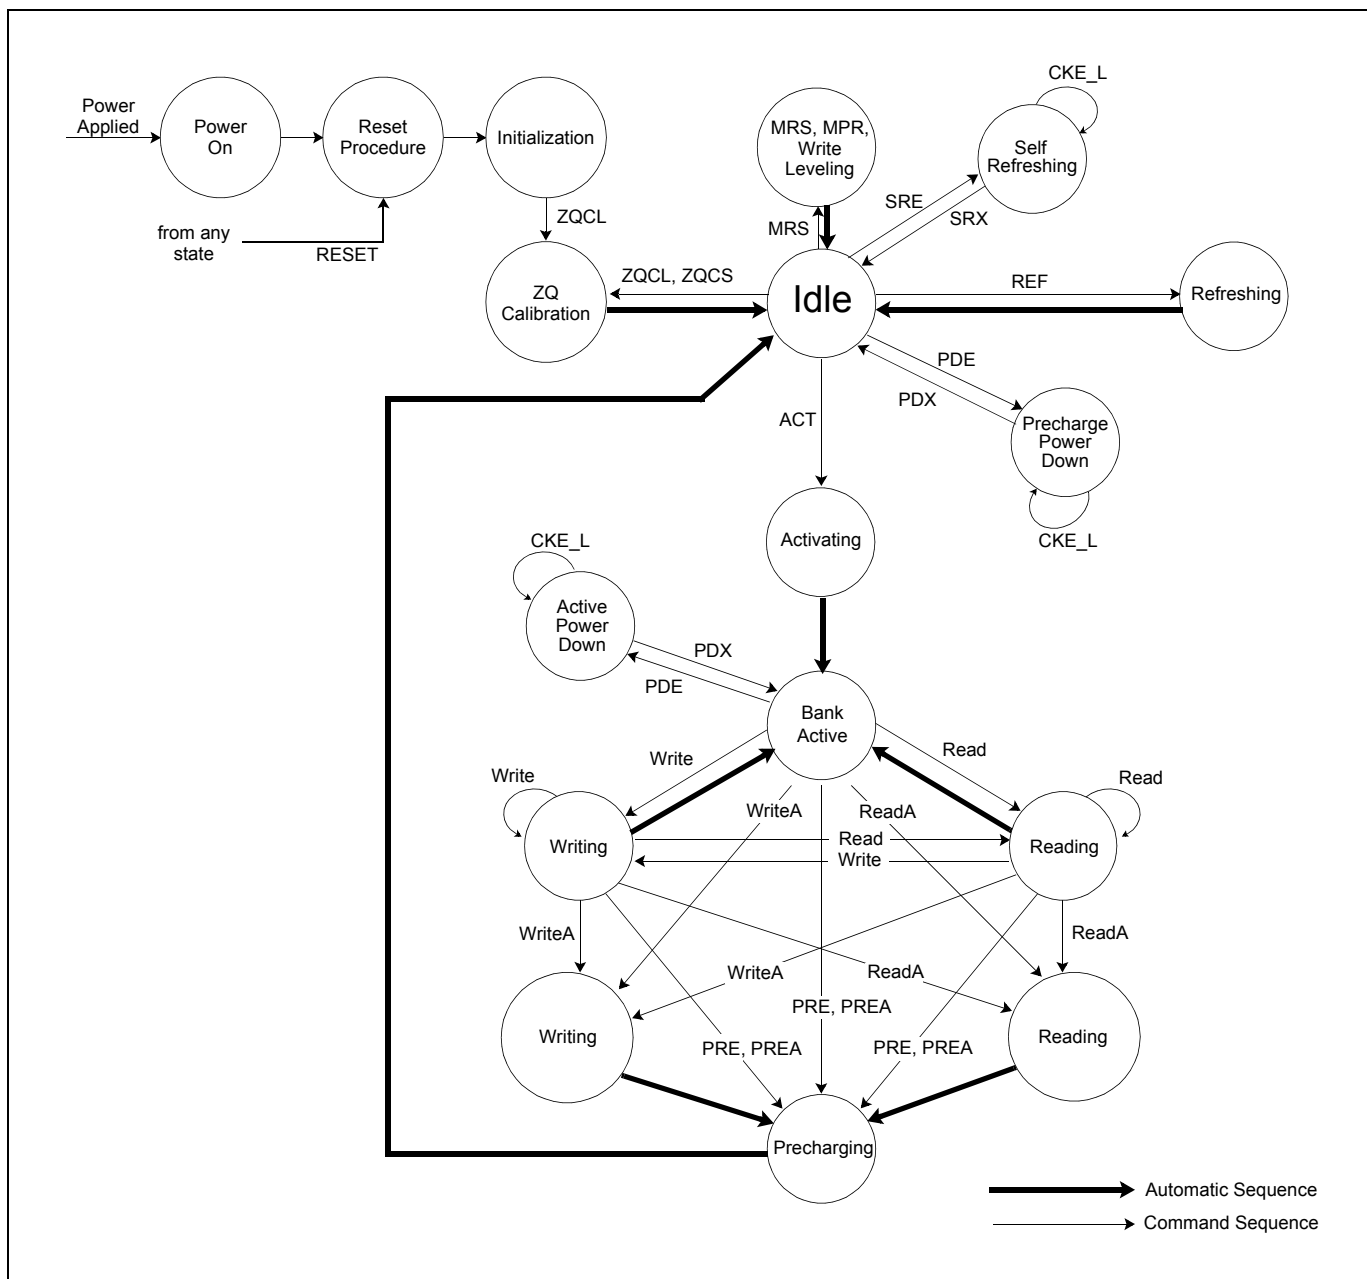 CKE_L
Power
Applied
Power
On
Reset
Procedure
Initialization
MRS, MPR,
Write
Leveling
Self
Refreshing
ZQCL
SRE
SRX
MRS
from any
state
RESET
ZQ
Calibration
ZQCL, ZQCS
Idle
REF
Refreshing
PDE
PDX
ACT
Precharge
Power
Down
CKE_L
Activating
CKE_L
Active
Power
Down
PDX
PDE
Bank
Active
Write
Read
Write
Read
WriteA
ReadA
Writing
Read
Write
Reading
WriteA
ReadA
WriteA
ReadA
Writing
PRE, PREA
Reading
PRE, PREA
PRE, PREA
Precharging
Automatic Sequence
Command Sequence